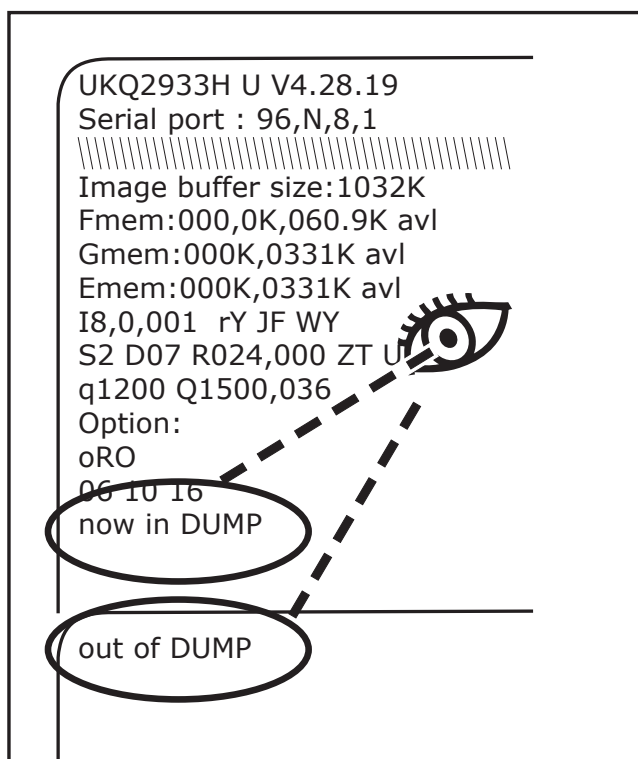 UKQ2933H U V4.28.19
Serial port : 96,N,8,1
Image buffer size:1032K
Fmem:000,0K,060.9K avl
Gmem:000K,0331K avl
Emem:000K,0331K avl
I8,0,001 rY JF WY
S2 D07 R024,000 ZT U
q1200 Q1500,036
Option:
oRO
06 10 16
now in DUMP
out of DUMP